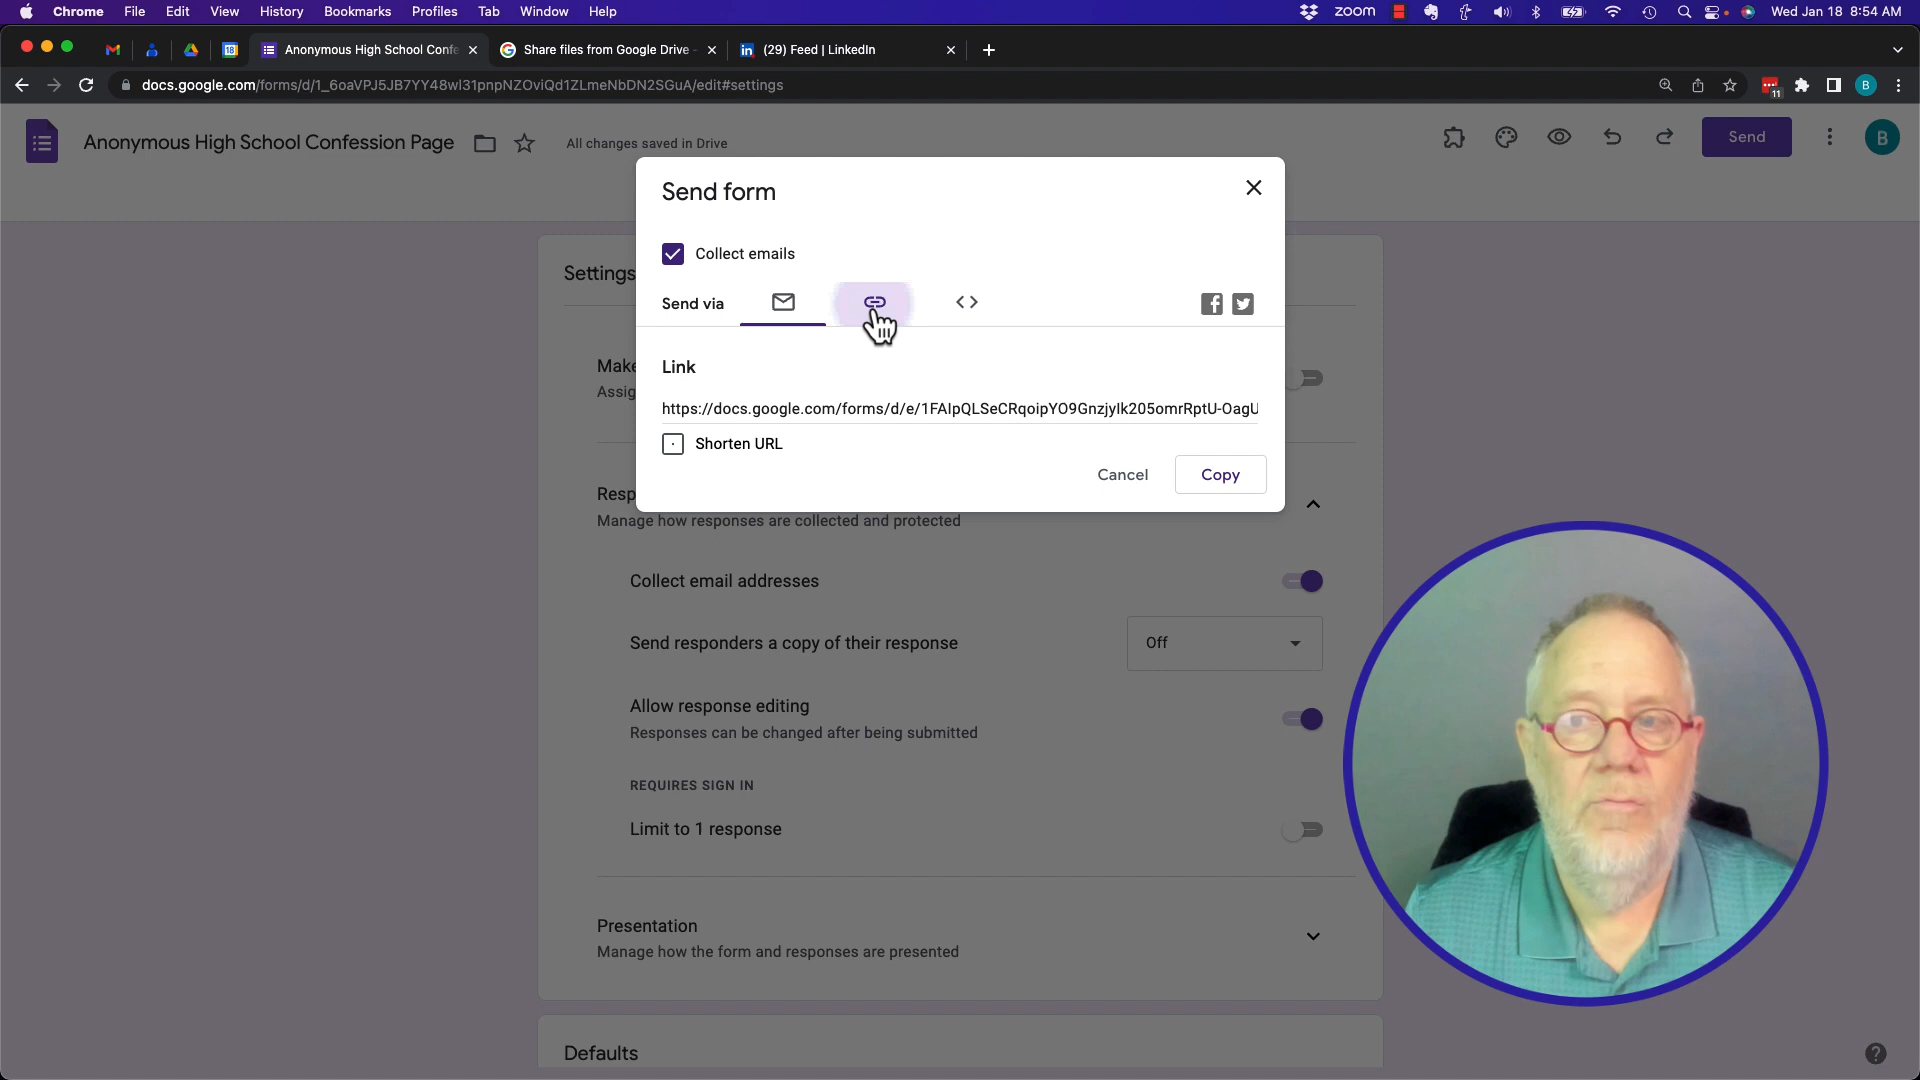 Chrome File Edit View History Bookmarks Profiles Tab Window Help
zoom Wed Jan 18 8:54 AM
18 Anonymous High School Confe Share files from Google Drive - (29) Feed | LinkedIn
docs.google.com/forms/d/1_6oaVPJ5JB7YY48wl31pnpNZOviQd1ZLmeNbDN2SGuA/edit#settings
11 B
Anonymous High School Confession Page All changes saved in Drive Send B
Send form
Collect emails
Send via
Settings
Link
Make
Assig
https://docs.google.com/forms/d/e/1FAIpQLSeCRqoipYO9GnzjyIk205omrRptU-OagU
Shorten URL
Cancel Copy
Resp
Manage how responses are collected and protected
Collect email addresses
Send responders a copy of their response Off
Allow response editing
Responses can be changed after being submitted
REQUIRES SIGN IN
Limit to 1 response
Presentation
Manage how the form and responses are presented
Defaults